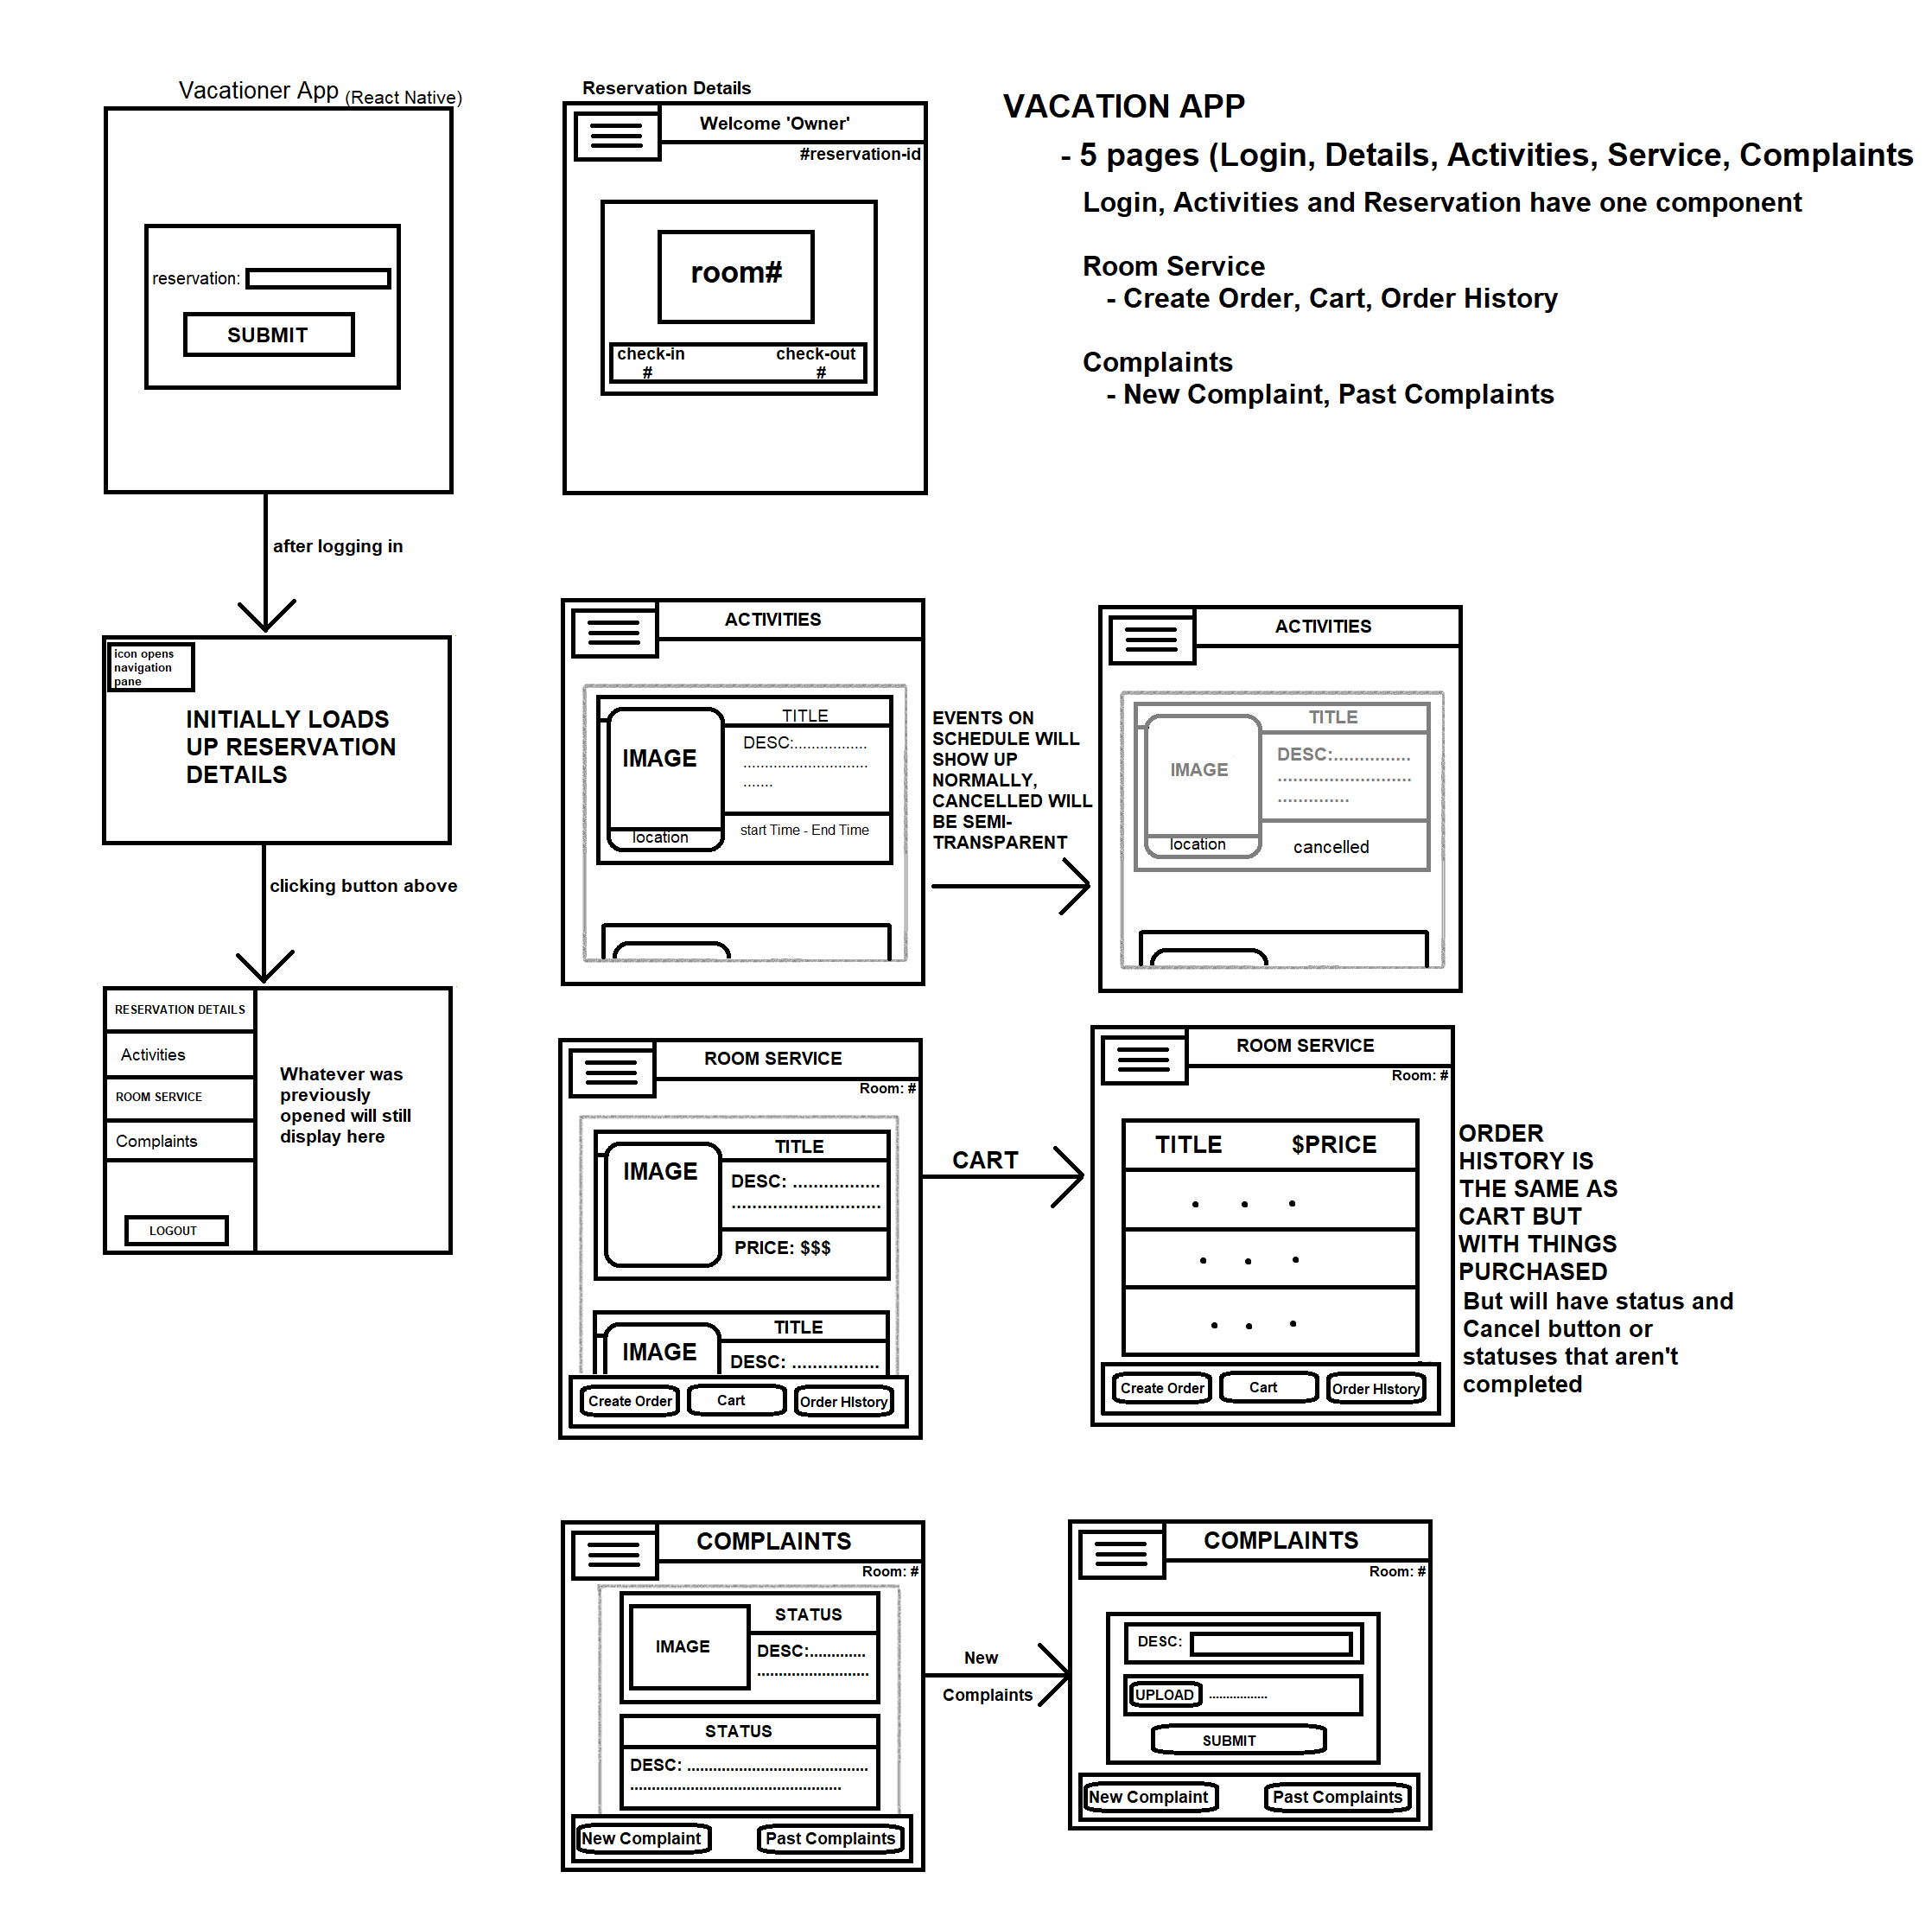 Vacationer App (React Native)
reservation:
SUBMIT
after logging in
icon opens
navigation
pane
INITIALLY LOADS
UP RESERVATION
DETAILS
clicking button above
RESERVATION DETAILS
Activities
ROOM SERVICE
Complaints
LOGOUT
Whatever was
previously
opened will still
display here
Reservation Details
Welcome 'Owner'
#reservation-id
room#
check-in
#
check-out
#
VACATION APP
- 5 pages (Login, Details, Activities, Service, Complaints
Login, Activities and Reservation have one component
Room Service
- Create Order, Cart, Order History
Complaints
- New Complaint, Past Complaints
ACTIVITIES
IMAGE
location
TITLE
DESC:.................
.............................
.......
start Time - End Time
EVENTS ON
SCHEDULE WILL
SHOW UP
NORMALLY,
CANCELLED WILL
BE SEMI-
TRANSPARENT
ACTIVITIES
IMAGE
location
TITLE
DESC:...............
..........................
..............
cancelled
ROOM SERVICE
Room: #
IMAGE
TITLE
DESC: .................
.............................
PRICE: $$$
IMAGE
TITLE
DESC: .................
Create Order
Cart
Order HIstory
CART
ROOM SERVICE
Room: #
TITLE $PRICE
. . .
. . .
. . .
Create Order
Cart
Order HIstory
ORDER
HISTORY IS
THE SAME AS
CART BUT
WITH THINGS
PURCHASED
But will have status and
Cancel button or
statuses that aren't
completed
COMPLAINTS
Room: #
IMAGE
STATUS
DESC:.............
..........................
STATUS
DESC: ..........................................
.................................................
New Complaint
Past Complaints
New
Complaints
COMPLAINTS
Room: #
DESC:
UPLOAD .................
SUBMIT
New Complaint
Past Complaints